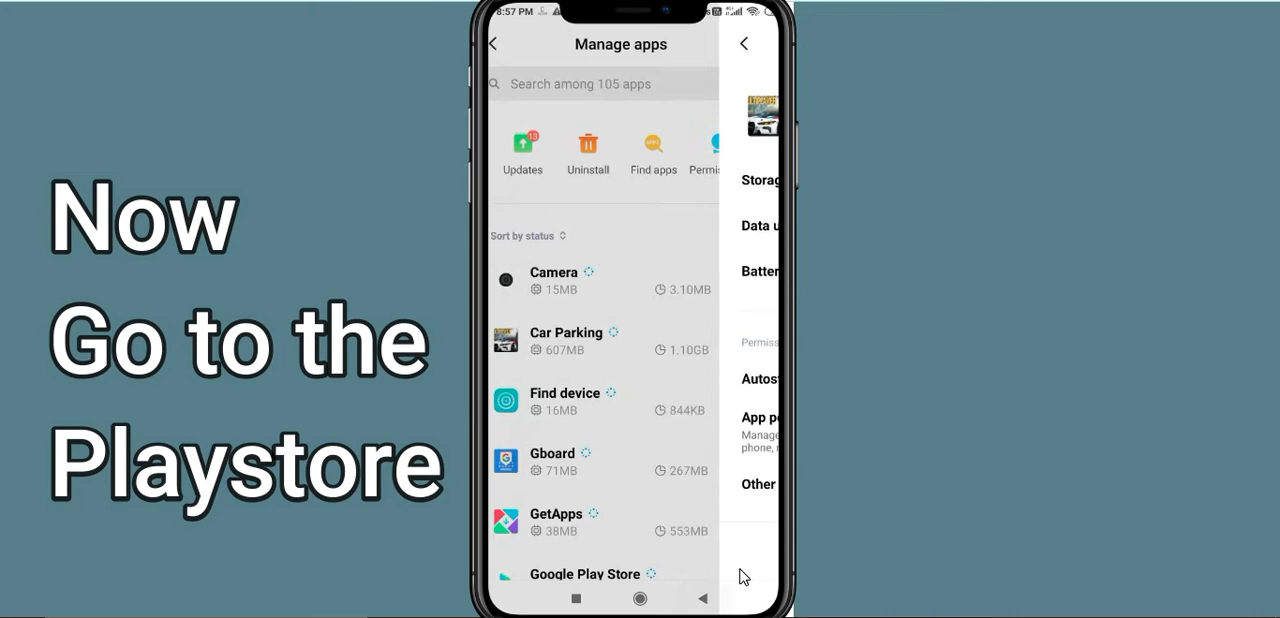 Now
Go to the
Playstore
8:57 PM
Manage apps
Search among 105 apps
13
Updates
Uninstall
Find apps
Permis
Sort by status
Camera
15MB
3.10MB
Car Parking
607MB
1.10GB
Find device
16MB
844KB
Gboard
71MB
267MB
GetApps
38MB
553MB
Google Play Store
Storag
Data u
Batter
Permiss
Autost
App pe
Manage
phone, r
Other